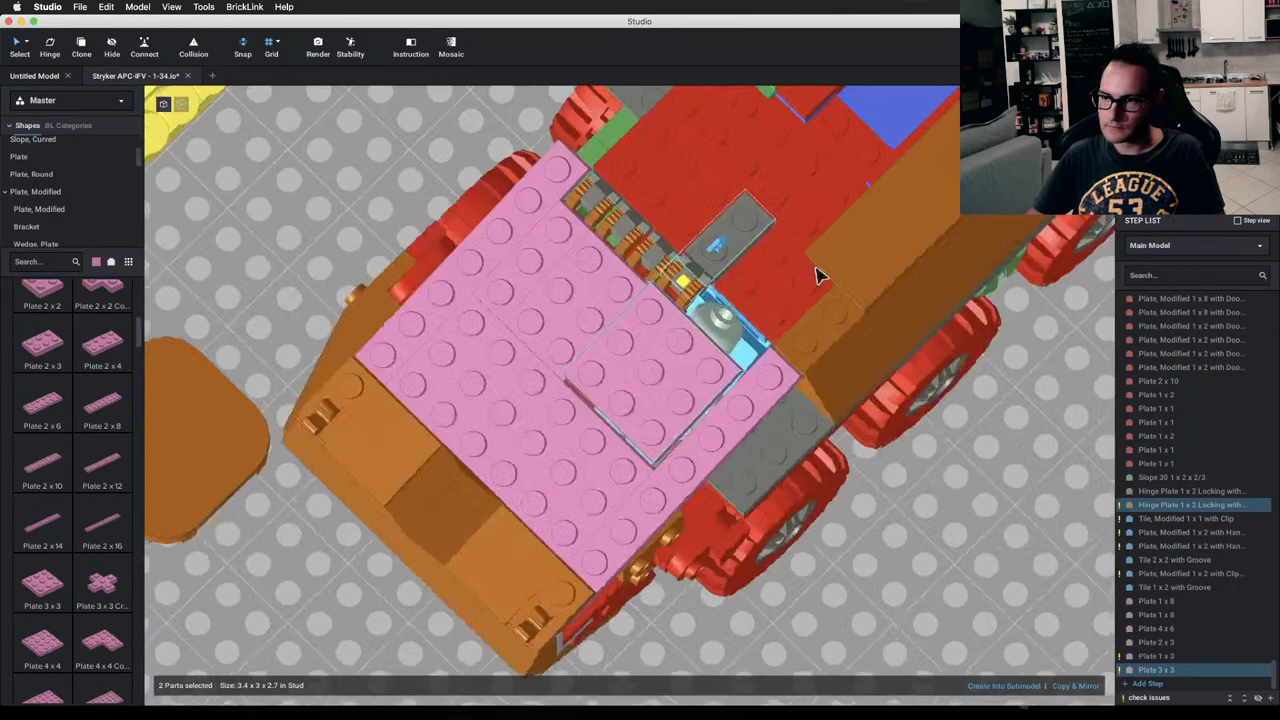 Studio File Edit Model View Tools BrickLink Help
Studio
Select Hinge Clone Hide Connect Collision Snap Grid Render Stability Instruction Mosaic
Untitled Model × Stryker APC-IFV - 1-34.io* × +
Master
Shapes BL Categories
Slope, Curved
Plate
Plate, Round
Plate, Modified
Plate, Modified
Bracket
Wedge, Plate
Search...
Plate 2 x 2 Plate 2 x 2 Co...
Plate 2 x 3 Plate 2 x 4
Plate 2 x 6 Plate 2 x 8
Plate 2 x 10 Plate 2 x 12
Plate 2 x 14 Plate 2 x 16
Plate 3 x 3 Plate 3 x 3 Cr...
Plate 4 x 4 Plate 4 x 4 Co...
LEAGUE
53
STEP LIST Step view
Main Model
Search...
Plate, Modified 1 x 8 with Doo...
Plate, Modified 1 x 8 with Doo...
Plate, Modified 1 x 2 with Doo...
Plate, Modified 1 x 2 with Doo...
Plate, Modified 1 x 2 with Doo...
Plate, Modified 1 x 2 with Doo...
Plate 2 x 10
Plate 1 x 2
Plate 1 x 1
Plate 1 x 1
Plate 1 x 2
Plate 1 x 1
Plate 1 x 1
Slope 30 1 x 2 x 2/3
Hinge Plate 1 x 2 Locking with...
Hinge Plate 1 x 2 Locking with...
Tile, Modified 1 x 1 with Clip
Plate, Modified 1 x 2 with Han...
Plate, Modified 1 x 2 with Han...
Tile 2 x 2 with Groove
Plate, Modified 1 x 2 with Clip...
Tile 1 x 2 with Groove
Plate 1 x 8
Plate 1 x 8
Plate 4 x 6
Plate 2 x 3
Plate 1 x 3
Plate 3 x 3
+ Add Step
check issues
2 Parts selected Size: 3.4 x 3 x 2.7 in Stud Create Into Submodel | Copy & Mirror